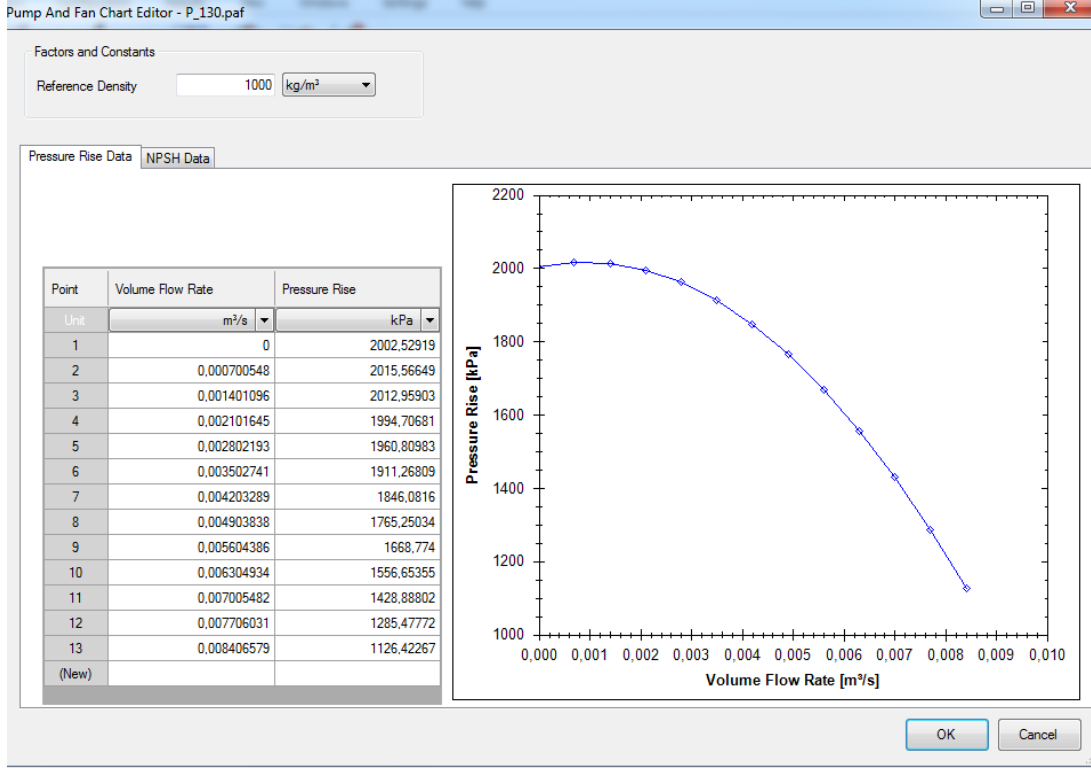 Pump And Fan Chart Editor - P_130.paf
Factors and Constants
Reference Density 1000 kg/m³
Pressure Rise Data NPSH Data
Point Volume Flow Rate Pressure Rise
Unit m³/s kPa
1 0 2002,52919
2 0,000700548 2015,56649
3 0,001401096 2012,95903
4 0,002101645 1994,70681
5 0,002802193 1960,80983
6 0,003502741 1911,26809
7 0,004203289 1846,0816
8 0,004903838 1765,25034
9 0,005604386 1668,774
10 0,006304934 1556,65355
11 0,007005482 1428,88802
12 0,007706031 1285,47772
13 0,008406579 1126,42267
(New)
Pressure Rise [kPa]
2200
2000
1800
1600
1400
1200
1000
0,000 0,001 0,002 0,003 0,004 0,005 0,006 0,007 0,008 0,009 0,010
Volume Flow Rate [m³/s]
OK Cancel